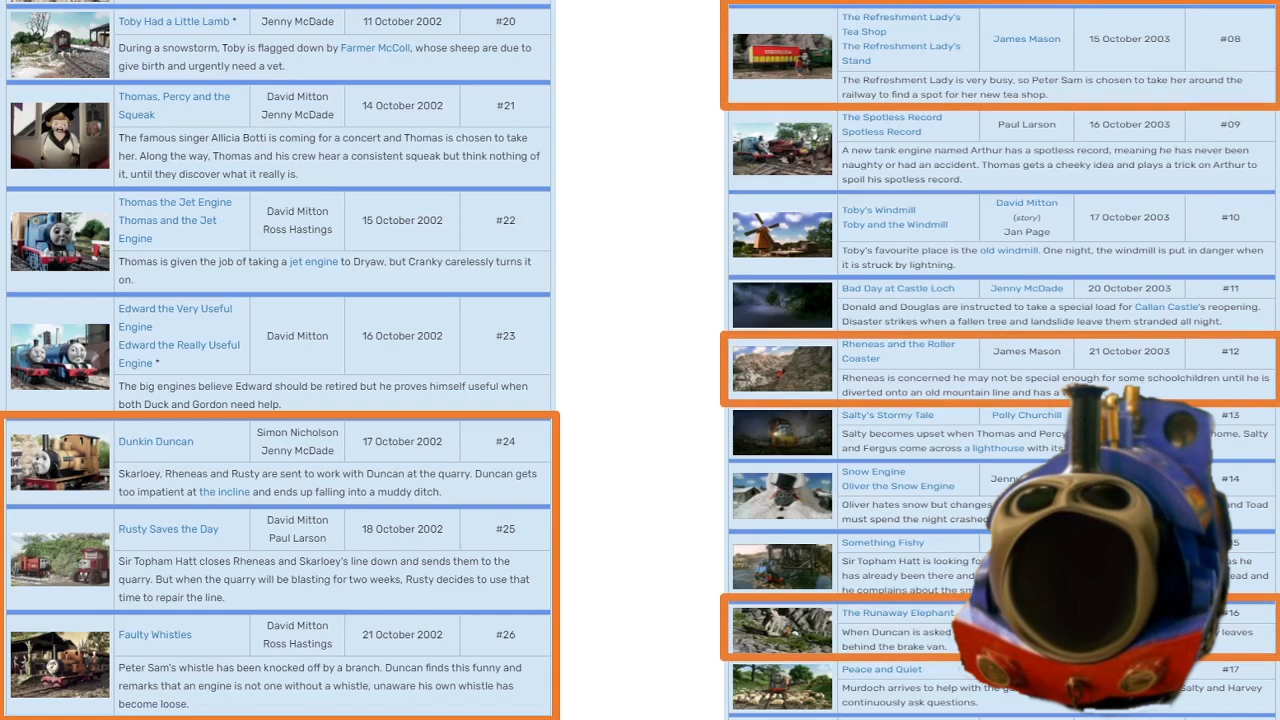 Toby Had a Little Lamb *
Jenny McDade
11 October 2002
#20
During a snowstorm, Toby is flagged down by Farmer McColl, whose sheep are due to
give birth and urgently need a vet.
Thomas, Percy and the
Squeak
David Mitton
Jenny McDade
14 October 2002
#21
The famous singer Alicia Botti is coming for a concert and Thomas is chosen to take
her. Along the way, Thomas and his crew hear a consistent squeak but think nothing of
it, until they discover what it really is.
Thomas the Jet Engine
Thomas and the Jet
Engine
David Mitton
Ross Hastings
15 October 2002
#22
Thomas is given the job of taking a jet engine to Dryaw, but Cranky carelessly turns it
on.
Edward the Very Useful
Engine
Edward the Really Useful
Engine *
David Mitton
16 October 2002
#23
The big engines believe Edward should be retired but he proves himself useful when
both Duck and Gordon need help.
Dunkin Duncan
Simon Nicholson
Jenny McDade
17 October 2002
#24
Skarloey, Rheneas and Rusty are sent to work with Duncan at the quarry. Duncan gets
too impatient at the incline and ends up falling into a muddy ditch.
Rusty Saves the Day
David Mitton
Paul Larson
18 October 2002
#25
Sir Topham Hatt closes Rheneas and Skarloey's line down and sends them to the
quarry. But when the quarry will be blasting for two weeks, Rusty decides to use that
time to repair the line.
Faulty Whistles
David Mitton
Ross Hastings
21 October 2002
#26
Peter Sam's whistle has been knocked off by a branch. Duncan finds this funny and
remarks that an engine is not one without a whistle, unaware his own whistle has
become loose.
The Refreshment Lady's
Tea Shop
The Refreshment Lady's
Stand
James Mason
15 October 2003
#08
The Refreshment Lady is very busy, so Peter Sam is chosen to take her around the
railway to find a spot for her new tea shop.
The Spotless Record
Spotless Record
Paul Larson
16 October 2003
#09
A new tank engine named Arthur has a spotless record, meaning he has never been
naughty or had an accident. Thomas gets a cheeky idea and plays a trick on Arthur to
spoil his spotless record.
Toby's Windmill
Toby and the Windmill
David Mitton
(story)
Jan Page
17 October 2003
#10
Toby's favourite place is the old windmill. One night, the windmill is put in danger when
it is struck by lightning.
Bad Day at Castle Loch
Jenny McDade
20 October 2003
#11
Donald and Douglas are instructed to take a special load for Callan Castle's reopening.
Disaster strikes when a fallen tree and landslide leave them stranded all night.
Rheneas and the Roller
Coaster
James Mason
21 October 2003
#12
Rheneas is concerned he may not be special enough for some schoolchildren until he is
diverted onto an old mountain line and has a
Salty's Stormy Tale
Polly Churchill
#13
Salty becomes upset when Thomas and Percy home, Salty
and Fergus come across a lighthouse with its
Snow Engine
Oliver the Snow Engine
#14
Oliver hates snow but changes and Toad
must spend the night crashed
Something Fishy
Sir Topham Hatt is looking for as he
has already been there and
he complains about the
The Runaway Elephant
#16
When Duncan is asked leaves
behind the brake van.
Peace and Quiet
#17
Murdoch arrives to help with the Salty and Harvey
continuously ask questions.